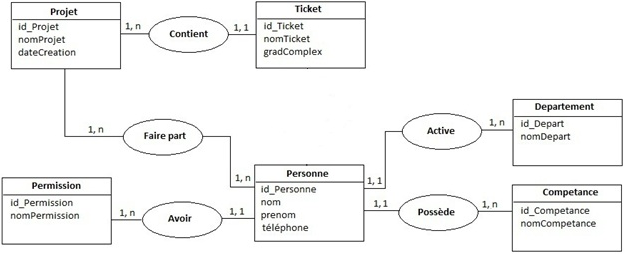 Projet
id_Projet
nomProjet
dateCreation
1, n
Contient
1, 1
Ticket
id_Ticket
nomTicket
gradComplex
1, n
Faire part
1, n
Active
1, 1
1, n
Departement
id_Depart
nomDepart
Permission
id_Permission
nomPermission
1, n
Avoir
1, 1
Personne
id_Personne
nom
prenom
téléphone
1, 1
Possède
1, n
Competance
id_Competance
nomCompetance